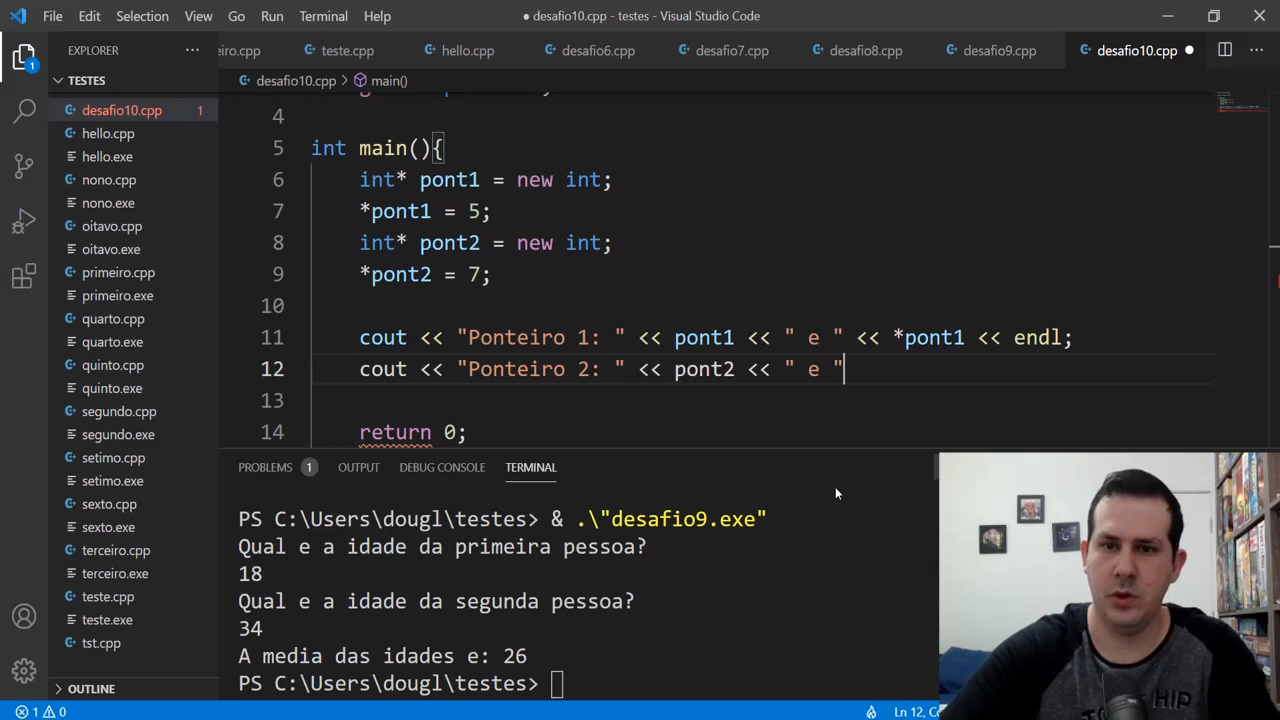 File Edit Selection View Go Run Terminal Help
● desafio10.cpp - testes - Visual Studio Code
EXPLORER ···
eiro.cpp teste.cpp hello.cpp desafio6.cpp desafio7.cpp desafio8.cpp desafio9.cpp desafio10.cpp ● ···
TESTES
desafio10.cpp > main()
desafio10.cpp 1
hello.cpp
hello.exe
nono.cpp
nono.exe
oitavo.cpp
oitavo.exe
primeiro.cpp
primeiro.exe
quarto.cpp
quarto.exe
quinto.cpp
quinto.exe
segundo.cpp
segundo.exe
setimo.cpp
setimo.exe
sexto.cpp
sexto.exe
terceiro.cpp
terceiro.exe
teste.cpp
teste.exe
tst.cpp
OUTLINE
1
4
5 int main(){
6 int* pont1 = new int;
7 *pont1 = 5;
8 int* pont2 = new int;
9 *pont2 = 7;
10
11 cout << "Ponteiro 1: " << pont1 << " e " << *pont1 << endl;
12 cout << "Ponteiro 2: " << pont2 << " e "
13
14 return 0;
PROBLEMS 1 OUTPUT DEBUG CONSOLE TERMINAL
PS C:\Users\dougl\testes> & .\"desafio9.exe"
Qual e a idade da primeira pessoa?
18
Qual e a idade da segunda pessoa?
34
A media das idades e: 26
PS C:\Users\dougl\testes>
1 0
Ln 12, Co